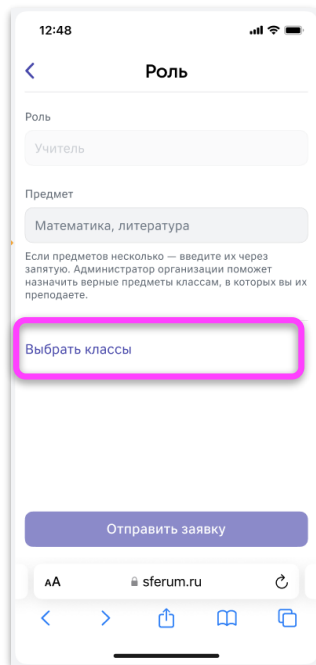 12:48
Роль
Роль
Учитель
Предмет
Математика, литература
Если предметов несколько — введите их через
запятую. Администратор организации поможет
назначить верные предметы классам, в которых вы их
преподаете.
Выбрать классы
Отправить заявку
АА sferum.ru